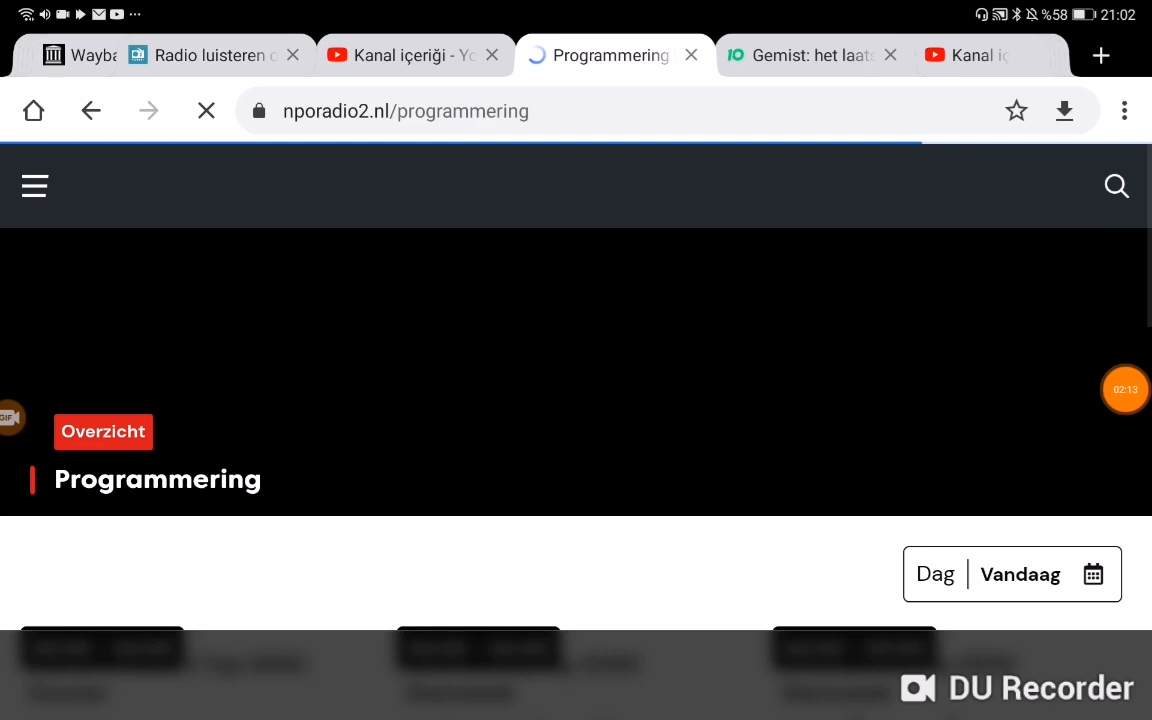 %58 21:02
Wayba Radio luisteren o Kanal içeriği - Yo Programmering Gemist: het laats Kanal iç
nporadio2.nl/programmering
02:13
GIF
Overzicht
Programmering
Dag Vandaag
DU Recorder